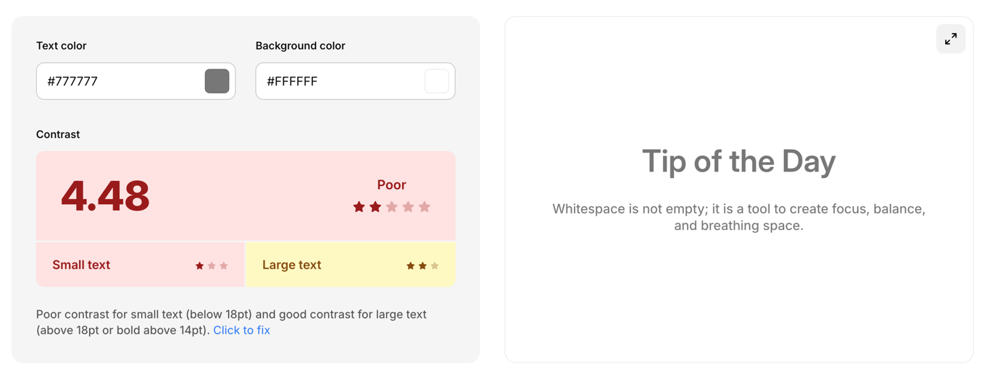 Text color
Background color
#777777
#FFFFFF
Contrast
4.48
Poor
Small text
Large text
Poor contrast for small text (below 18pt) and good contrast for large text
(above 18pt or bold above 14pt). Click to fix
Tip of the Day
Whitespace is not empty; it is a tool to create focus, balance,
and breathing space.